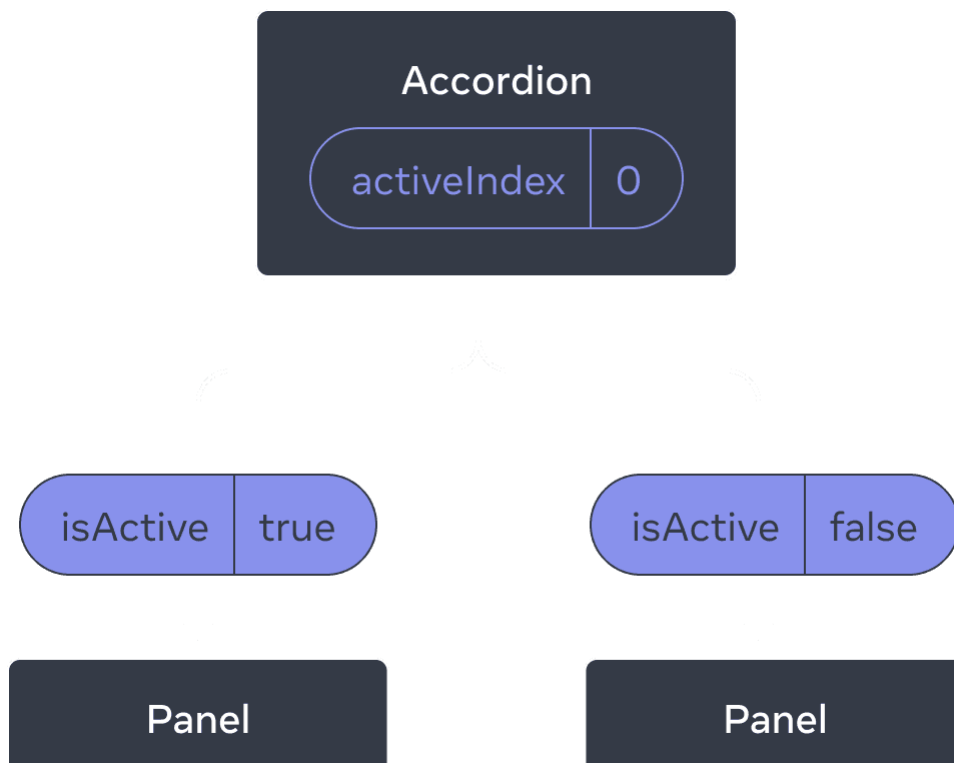 Accordion
activeIndex 0
isActive true
isActive false
Panel
Panel